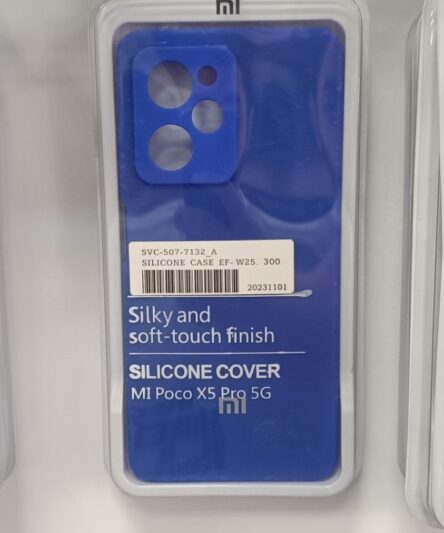 mi
SVC-507-7132_A
SILICONE CASE EF-W25. 300
20231101
Silky and
soft-touch finish
SILICONE COVER
MI Poco X5 Pro 5G
mi